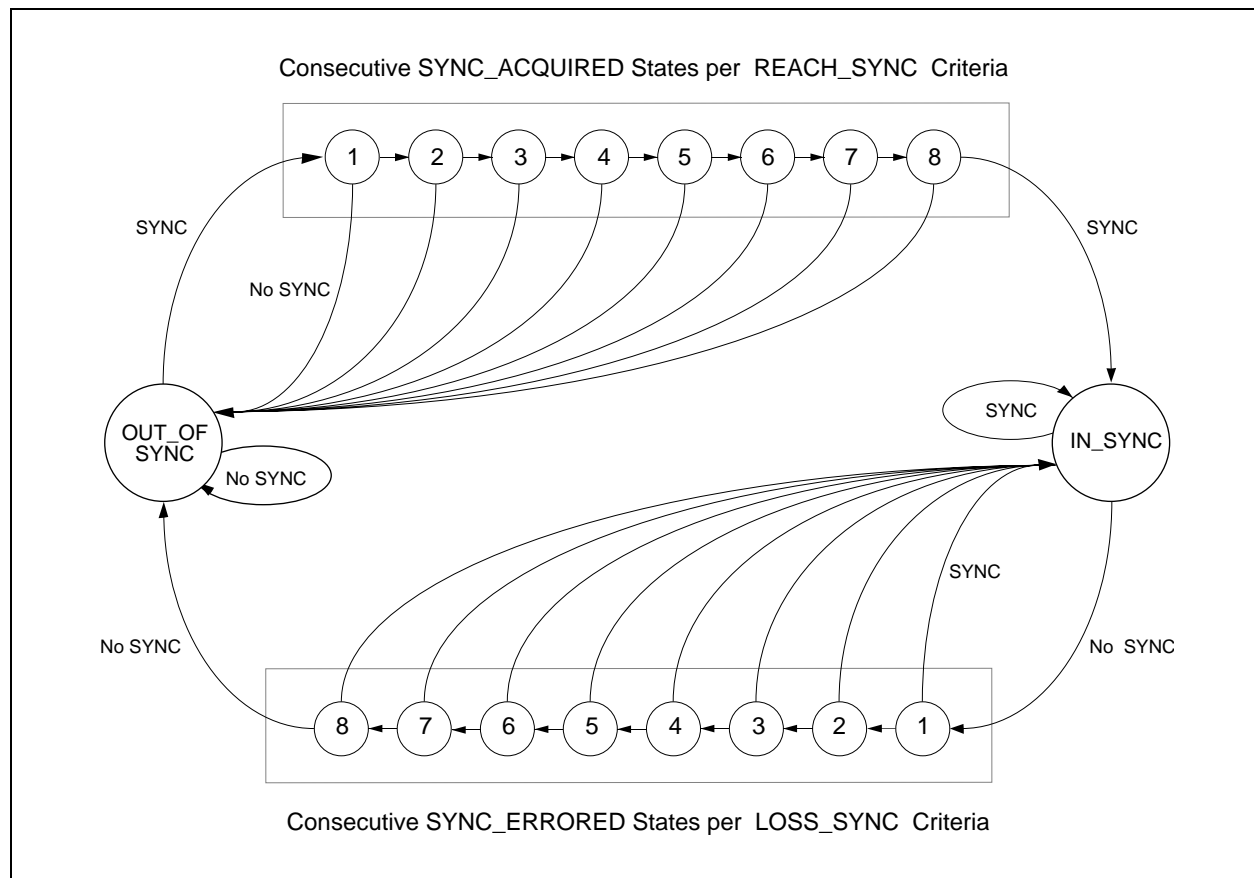 Consecutive SYNC_ACQUIRED States per REACH_SYNC Criteria
1 2 3 4 5 6 7 8
SYNC
SYNC
No SYNC
OUT_OF
SYNC
No SYNC
SYNC
IN_SYNC
SYNC
No SYNC
No SYNC
8 7 6 5 4 3 2 1
Consecutive SYNC_ERRORED States per LOSS_SYNC Criteria